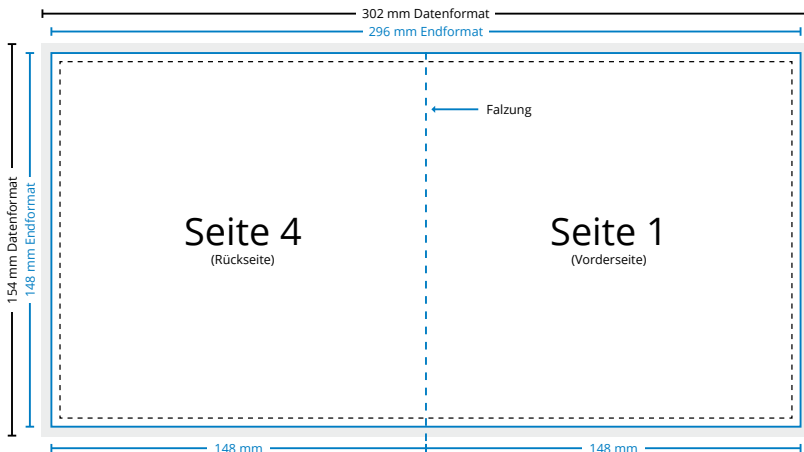 302 mm Datenformat
296 mm Endformat
Falzung
154 mm Datenformat
148 mm Endformat
Seite 4
(Rückseite)
Seite 1
(Vorderseite)
148 mm
148 mm